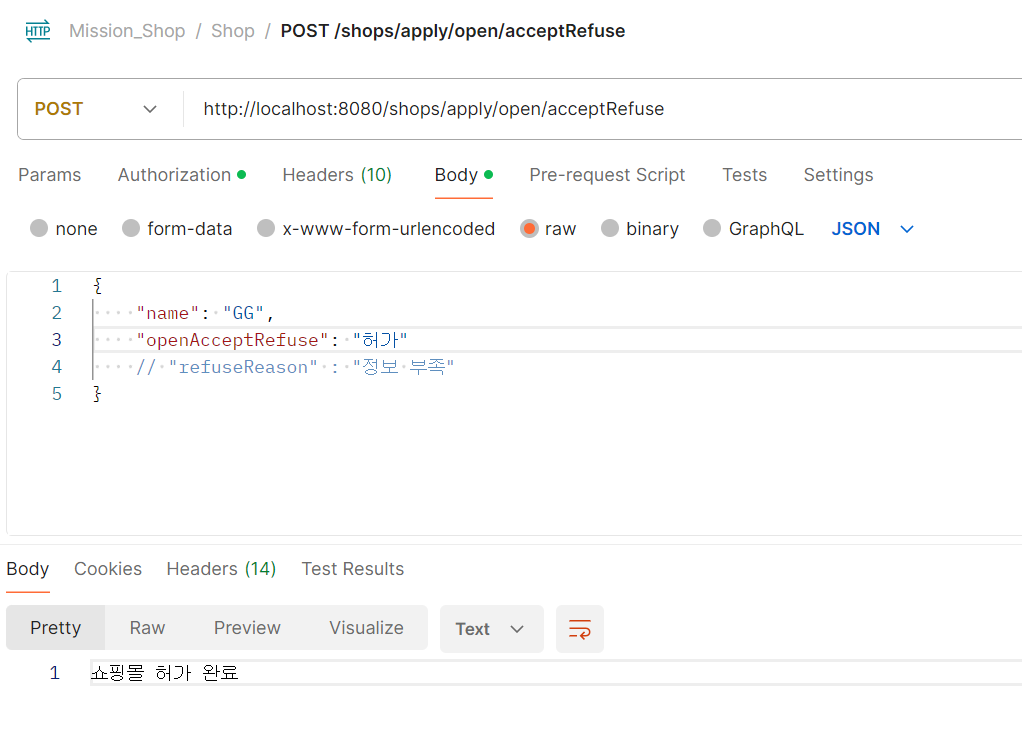 HTTP Mission_Shop / Shop / POST /shops/apply/open/acceptRefuse
POST http://localhost:8080/shops/apply/open/acceptRefuse
Params Authorization Headers (10) Body Pre-request Script Tests Settings
none form-data x-www-form-urlencoded raw binary GraphQL JSON
1 {
2 "name": "GG",
3 "openAcceptRefuse": "허가"
4 // "refuseReason" : "정보 부족"
5 }
Body Cookies Headers (14) Test Results
Pretty Raw Preview Visualize Text
1 쇼핑몰 허가 완료